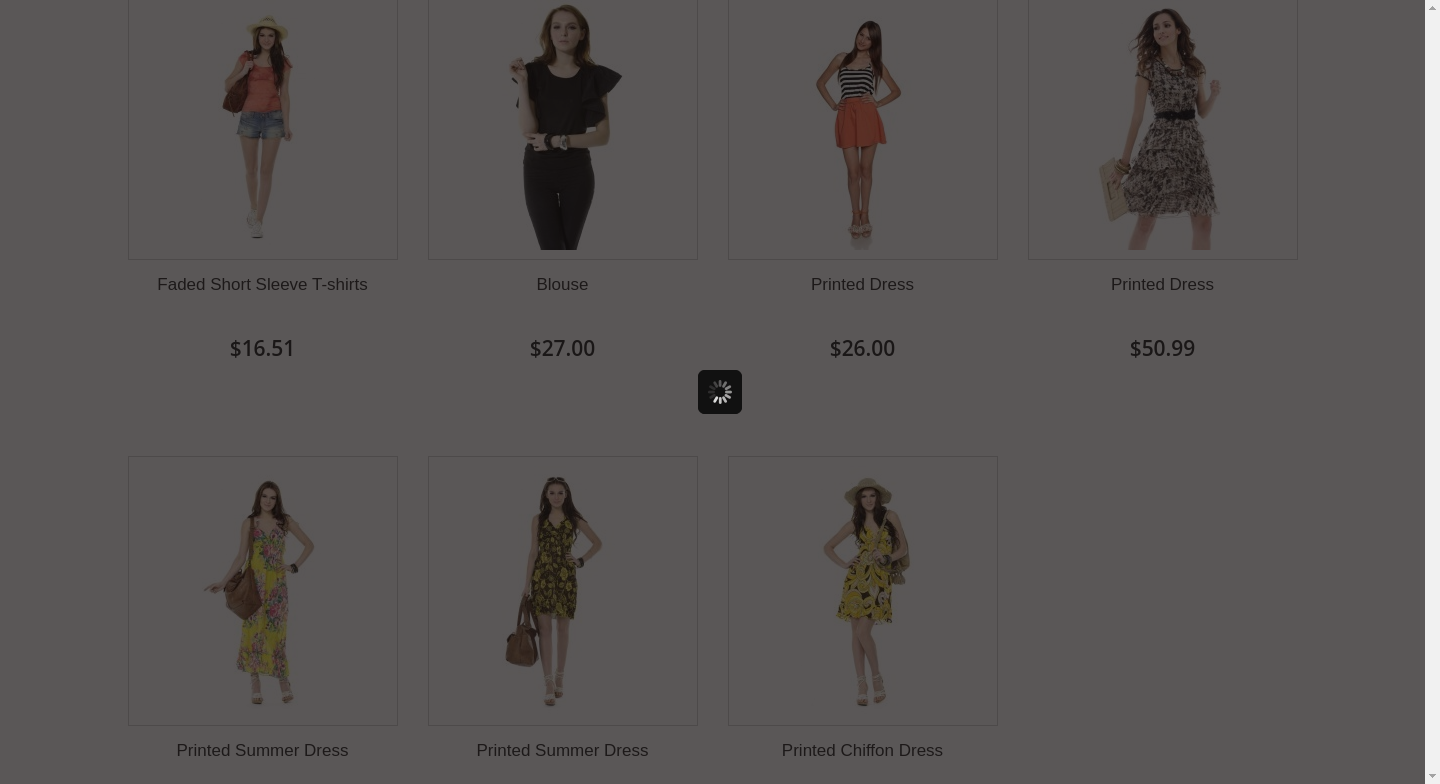 Faded Short Sleeve T-shirts
Blouse
Printed Dress
Printed Dress
$16.51
$27.00
$26.00
$50.99
Printed Summer Dress
Printed Summer Dress
Printed Chiffon Dress